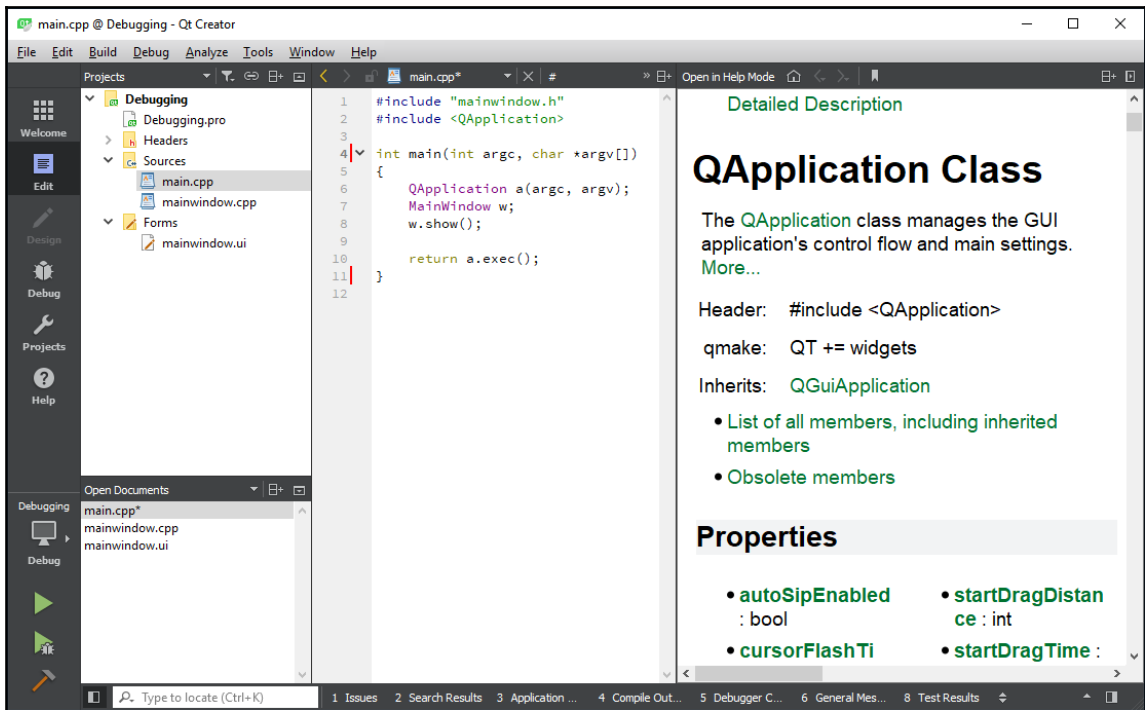 main.cpp @ Debugging - Qt Creator
File Edit Build Debug Analyze Tools Window Help
Projects
main.cpp*
#
Open in Help Mode
Welcome
Edit
Design
Debug
Projects
Help
Debugging
Debugging.pro
Headers
Sources
main.cpp
mainwindow.cpp
Forms
mainwindow.ui
Open Documents
main.cpp*
mainwindow.cpp
mainwindow.ui
Debugging
Debug
1 #include "mainwindow.h"
2 #include <QApplication>
3
4 int main(int argc, char *argv[])
5 {
6 QApplication a(argc, argv);
7 MainWindow w;
8 w.show();
9
10 return a.exec();
11 }
12
Detailed Description
QApplication Class
The QApplication class manages the GUI
application's control flow and main settings.
More...
Header: #include <QApplication>
qmake: QT += widgets
Inherits: QGuiApplication
• List of all members, including inherited
members
• Obsolete members
Properties
• autoSipEnabled
: bool
• cursorFlashTi
• startDragDistan
ce : int
• startDragTime :
Type to locate (Ctrl+K)
1 Issues 2 Search Results 3 Application ... 4 Compile Out... 5 Debugger C... 6 General Mes... 8 Test Results